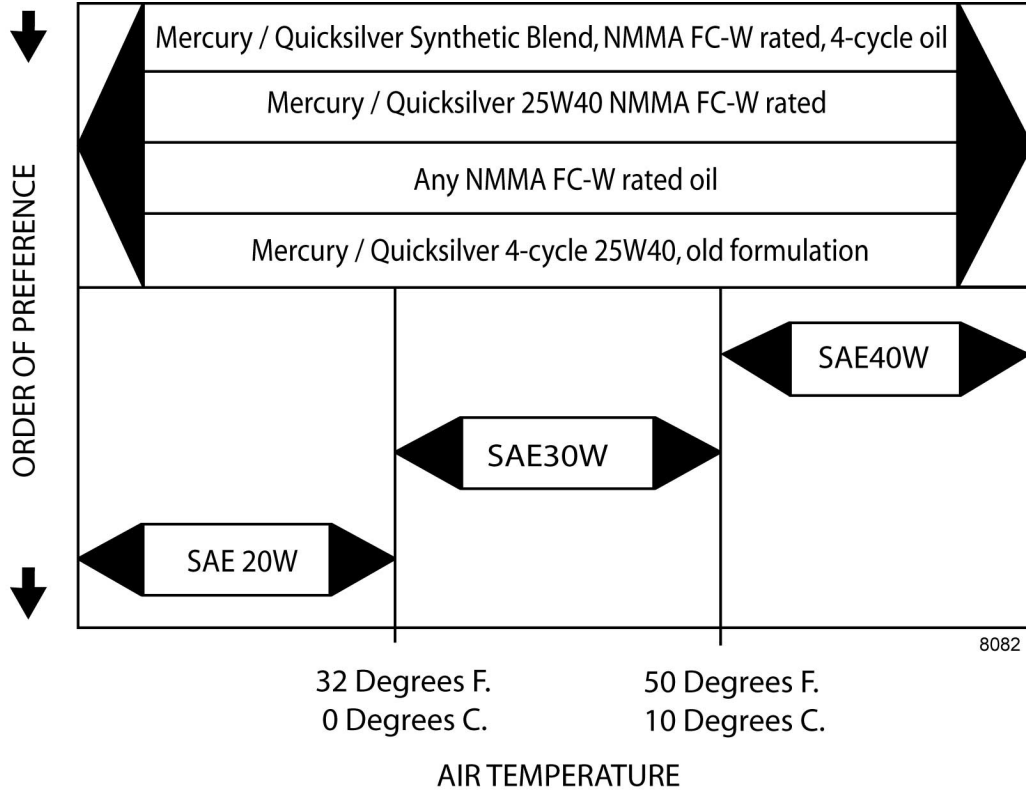 Mercury / Quicksilver Synthetic Blend, NMMA FC-W rated, 4-cycle oil
Mercury / Quicksilver 25W40 NMMA FC-W rated
Any NMMA FC-W rated oil
Mercury / Quicksilver 4-cycle 25W40, old formulation
ORDER OF PREFERENCE
SAE40W
SAE30W
SAE 20W
8082
32 Degrees F.
0 Degrees C.
50 Degrees F.
10 Degrees C.
AIR TEMPERATURE